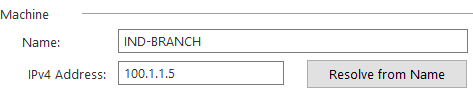 Machine
Name: IND-BRANCH
IPv4 Address: 100.1.1.5 Resolve from Name